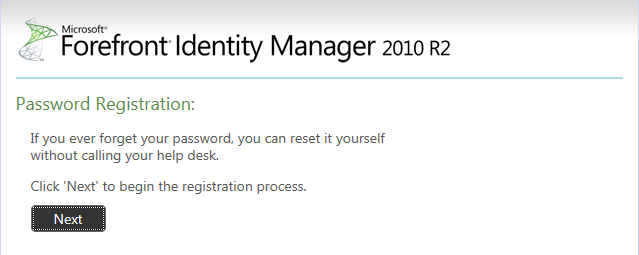 Microsoft®
Forefront® Identity Manager 2010 R2
Password Registration:
If you ever forget your password, you can reset it yourself
without calling your help desk.
Click 'Next' to begin the registration process.
Next